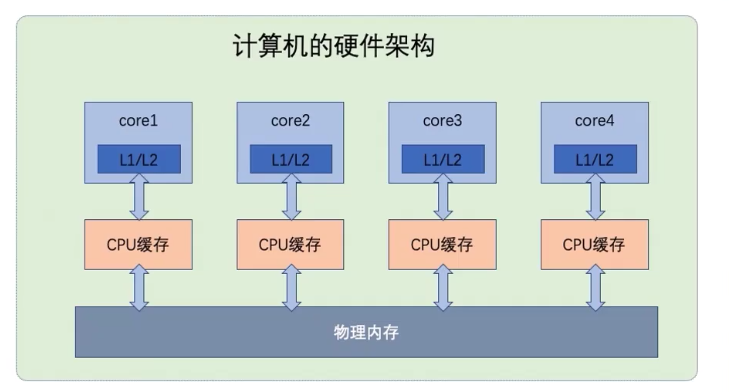 计算机的硬件架构
core1 core2 core3 core4
L1/L2 L1/L2 L1/L2 L1/L2
CPU缓存 CPU缓存 CPU缓存 CPU缓存
物理内存